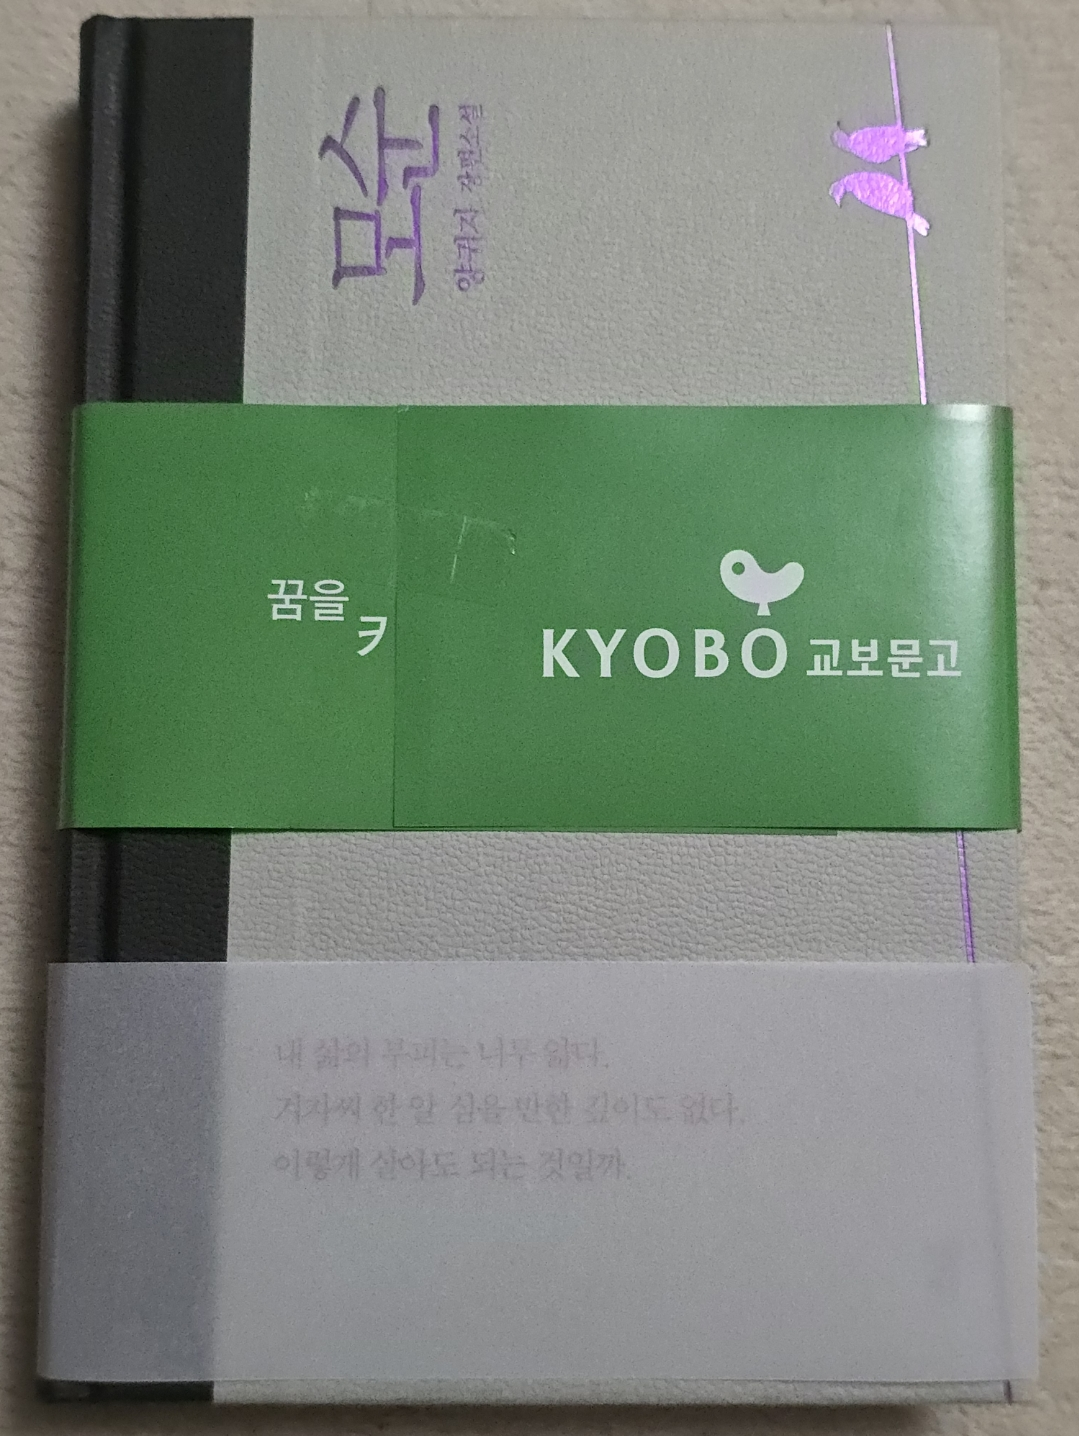 모순
양귀자 장편소설
꿈을
키
KYOBO 교보문고
내 삶의 부피는 너무 얇다.
겨자씨 한 알 심을 만한 깊이도 없다.
이렇게 살아도 되는 것일까.